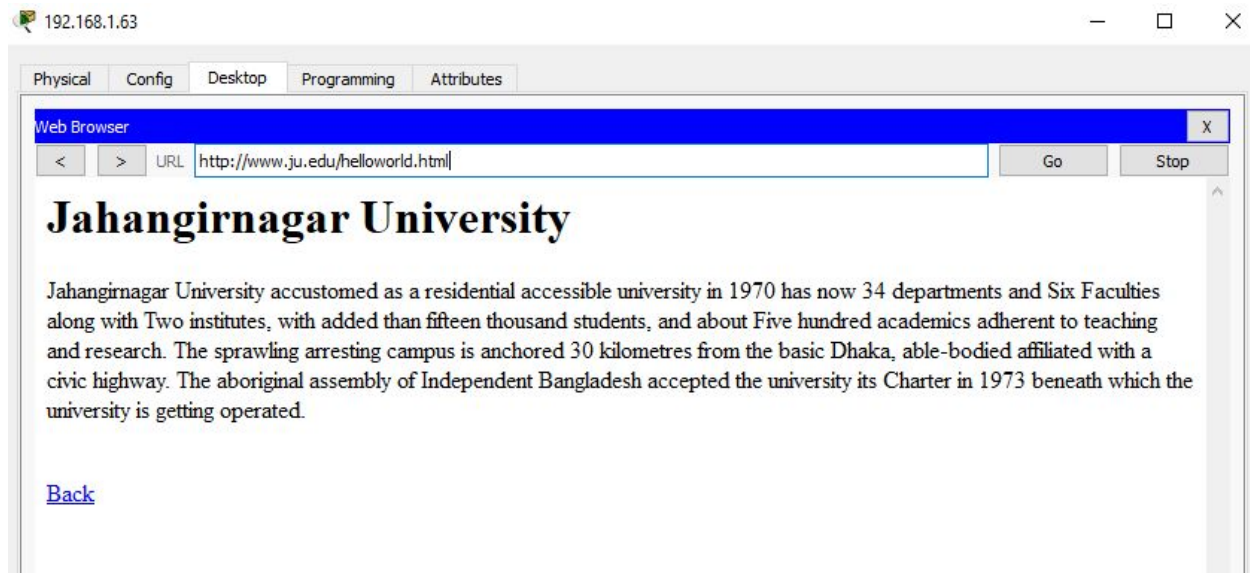 192.168.1.63
Physical Config Desktop Programming Attributes
Web Browser X
< > URL http://www.ju.edu/helloworld.html Go Stop
Jahangirnagar University
Jahangirnagar University accustomed as a residential accessible university in 1970 has now 34 departments and Six Faculties
along with Two institutes, with added than fifteen thousand students, and about Five hundred academics adherent to teaching
and research. The sprawling arresting campus is anchored 30 kilometres from the basic Dhaka, able-bodied affiliated with a
civic highway. The aboriginal assembly of Independent Bangladesh accepted the university its Charter in 1973 beneath which the
university is getting operated.
Back